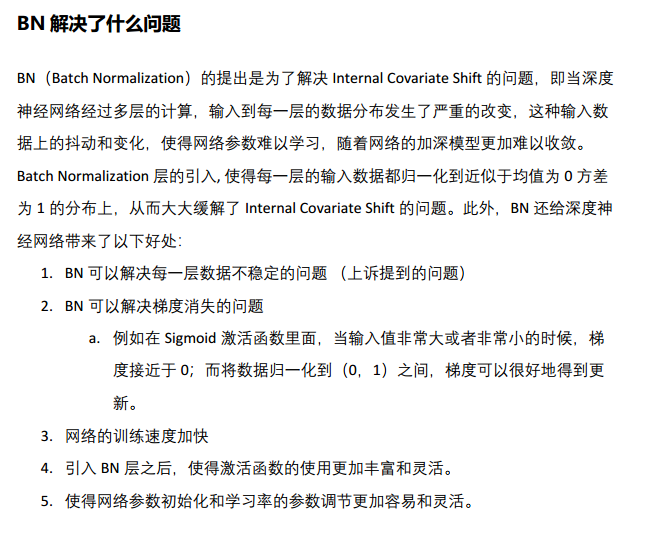 BN 解决了什么问题
BN（Batch Normalization）的提出是为了解决 Internal Covariate Shift 的问题，即当深度
神经网络经过多层的计算，输入到每一层的数据分布发生了严重的改变，这种输入数
据上的抖动和变化，使得网络参数难以学习，随着网络的加深模型更加难以收敛。
Batch Normalization 层的引入, 使得每一层的输入数据都归一化到近似于均值为 0 方差
为 1 的分布上，从而大大缓解了 Internal Covariate Shift 的问题。此外，BN 还给深度神
经网络带来了以下好处：
1. BN 可以解决每一层数据不稳定的问题 （上诉提到的问题）
2. BN 可以解决梯度消失的问题
a. 例如在 Sigmoid 激活函数里面，当输入值非常大或者非常小的时候，梯
度接近于 0；而将数据归一化到（0，1）之间，梯度可以很好地得到更
新。
3. 网络的训练速度加快
4. 引入 BN 层之后，使得激活函数的使用更加丰富和灵活。
5. 使得网络参数初始化和学习率的参数调节更加容易和灵活。